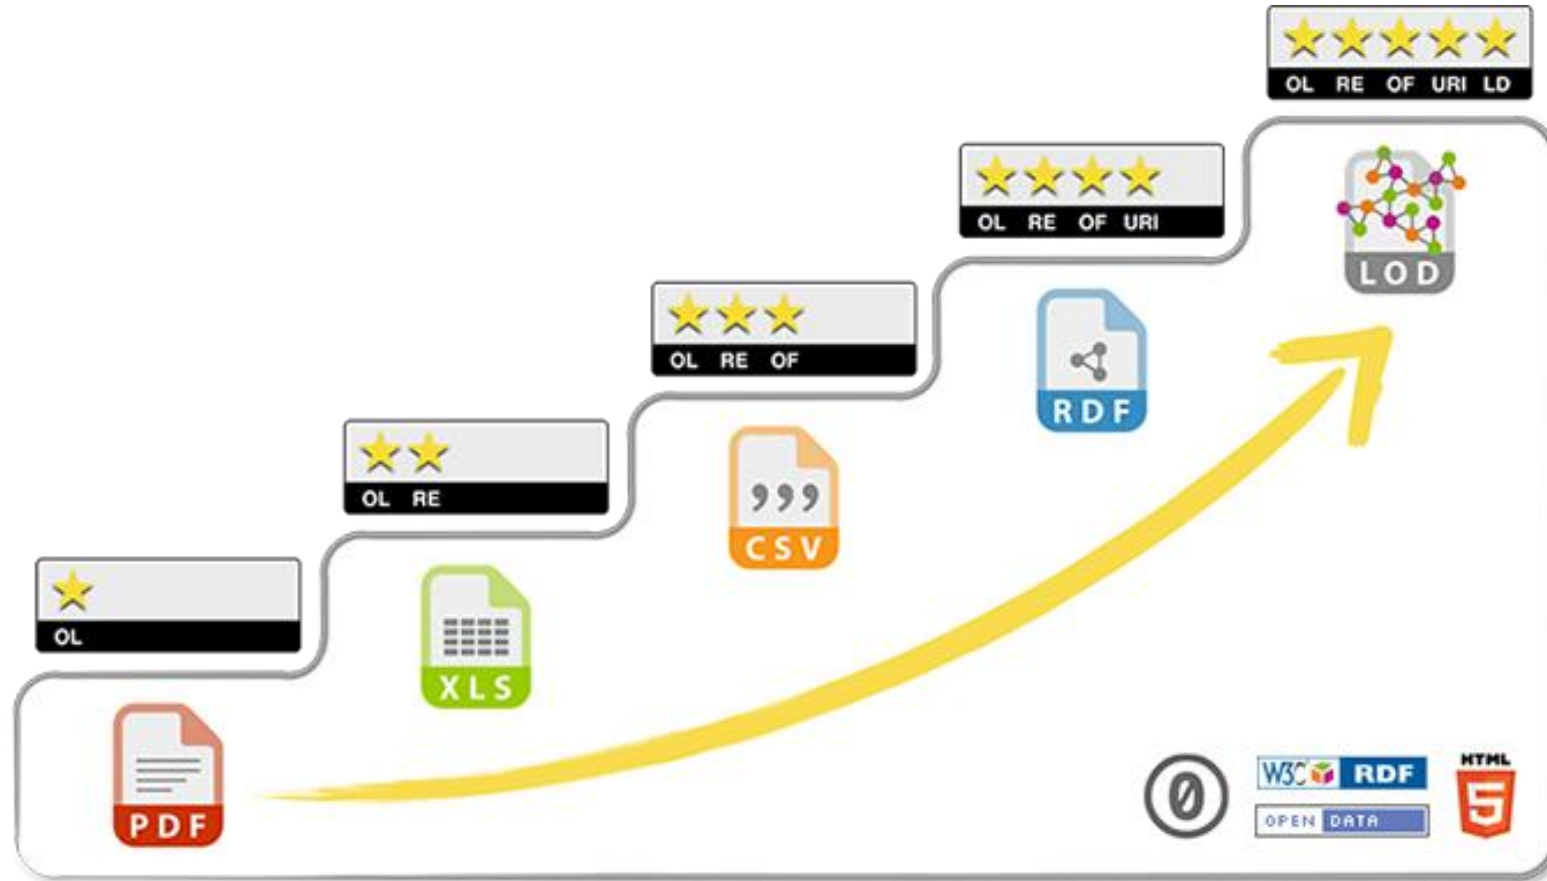 OL RE OF URI LD
LOD
OL RE OF URI
RDF
OL RE OF
CSV
OL RE
XLS
OL
PDF
0
W3C RDF
OPEN DATA
HTML
5